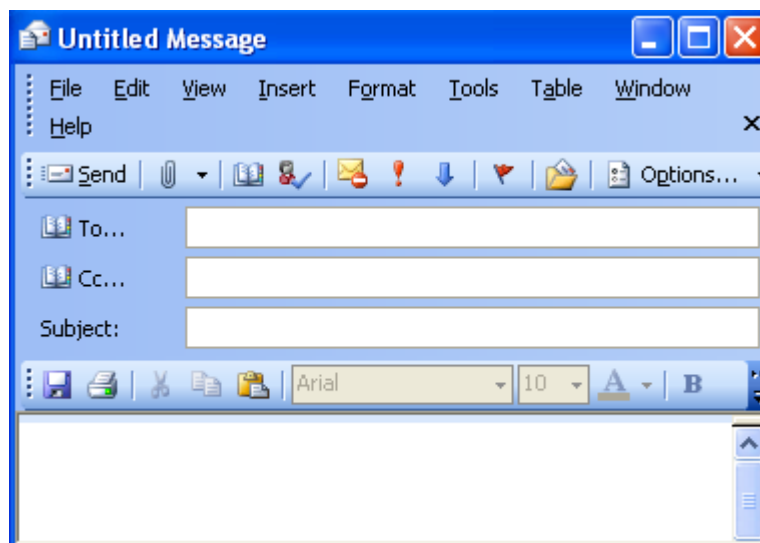 Untitled Message
File Edit View Insert Format Tools Table Window
Help
Send Options...
To...
Cc...
Subject:
Arial 10 A B